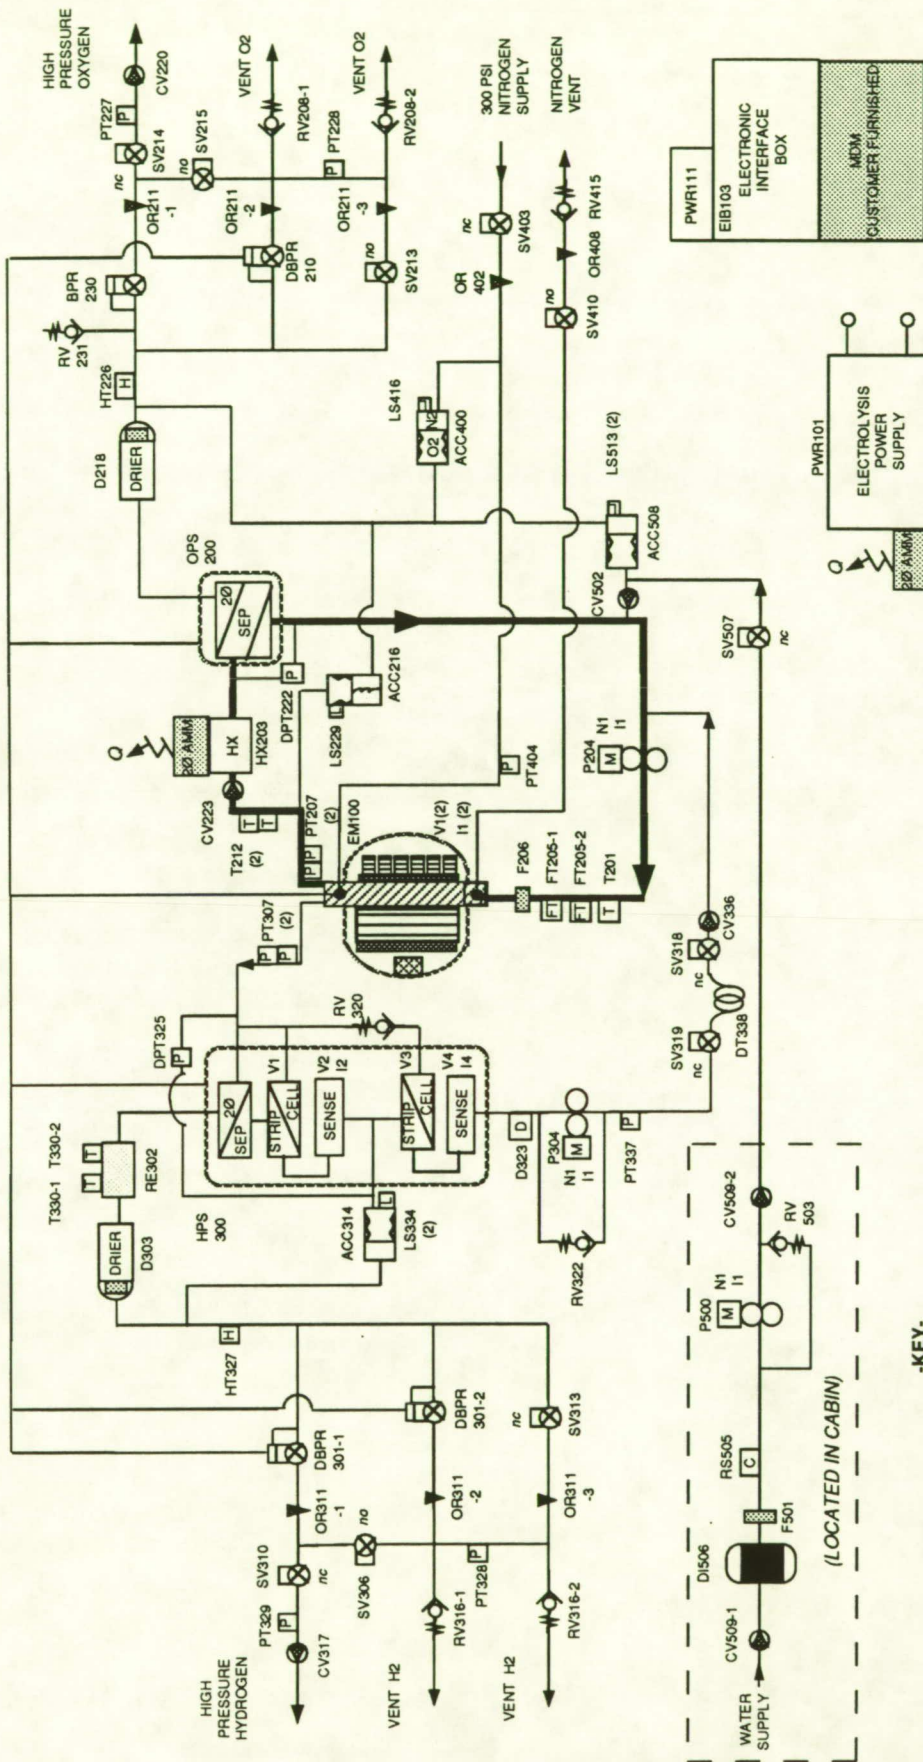 HIGH
PRESSURE
OXYGEN
CV220
PT227
P
SV214
nc
SV215
no
OR211
-1
BPR
230
RV
231
HT226
H
D218
DRIER
VENT O2
RV208-1
OR211
-2
DBPR
210
PT228
P
VENT O2
RV208-2
OR211
-3
no
SV213
300 PSI
NITROGEN
SUPPLY
nc
SV403
OR
402
NITROGEN
VENT
RV415
OR408
no
SV410
LS416
L
O2 N2
ACC400
LS513 (2)
L
ACC508
CV502
SV507
nc
PWR111
EIB103
ELECTRONIC
INTERFACE
BOX
MDM
CUSTOMER FURNISHED
PWR101
ELECTROLYSIS
POWER
SUPPLY
2Ø AMM
Q
OPS
200
2Ø
SEP
Q
2Ø AMM
HX
HX203
CV223
T
T
T212
(2)
DPT222
P
LS229
L
ACC216
PT207
(2)
P
P
EM100
PT404
P
V1(2)
I1 (2)
P204
M
N1
I1
F206
FT205-1
FT
FT205-2
FT
T201
T
PT307
(2)
P
P
DPT325
P
RV
320
2Ø
SEP
V1
STRIP
CELL
V2
I2
SENSE
V3
STRIP
CELL
V4
I4
SENSE
HPS
300
T330-1
T330-2
T
T
RE302
DRIER
D303
ACC314
L
LS334
(2)
HT327
H
D
D323
P304
M
N1
I1
P
PT337
RV322
SV319
nc
DT338
SV318
nc
CV336
DBPR
301-1
DBPR
301-2
nc
SV313
OR311
-1
OR311
-2
OR311
-3
SV310
nc
no
SV306
PT329
P
CV317
HIGH
PRESSURE
HYDROGEN
RV316-1
VENT H2
PT328
P
RV316-2
VENT H2
CV509-2
RV
503
P500
M
N1
I1
RS505
C
F501
DI506
CV509-1
WATER
SUPPLY
(LOCATED IN CABIN)
-KEY-